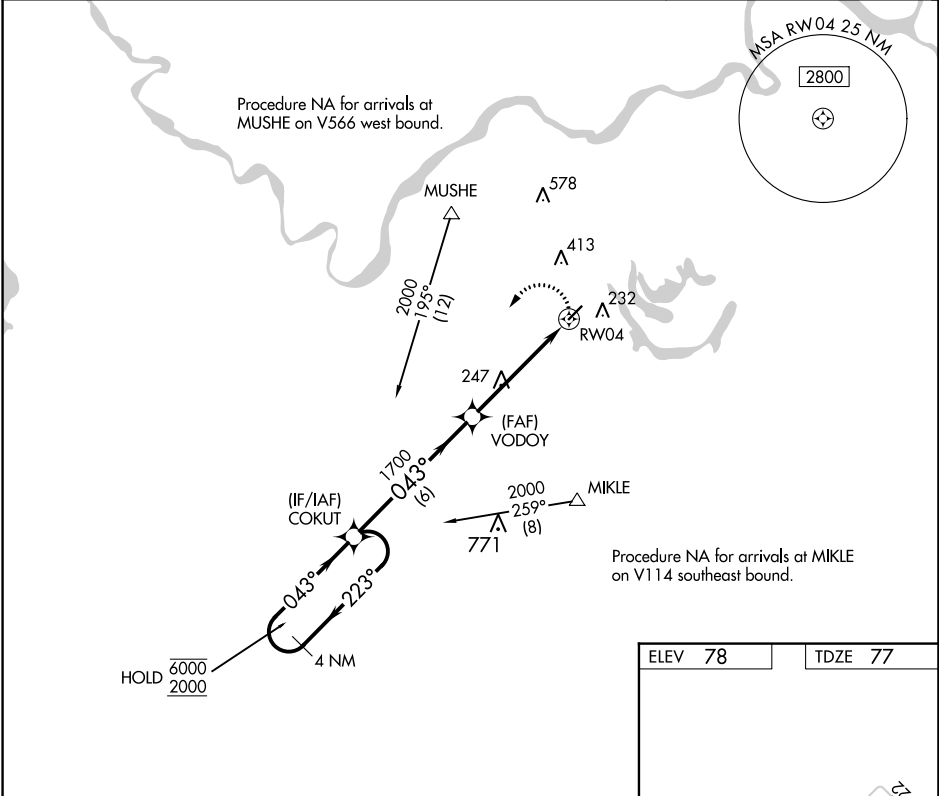 MSA RW04 25 NM
2800
Procedure NA for arrivals at
MUSHE on V566 west bound.
MUSHE
578
413
2000
195°
(12)
232
RW04
247
(FAF)
VODOY
1700
043°
(6)
2000
259°
(8)
MIKLE
771
(IF/IAF)
COKUT
Procedure NA for arrivals at MIKLE
on V114 southeast bound.
043°
223°
4 NM
HOLD 6000
2000
ELEV 78
TDZE 77
22